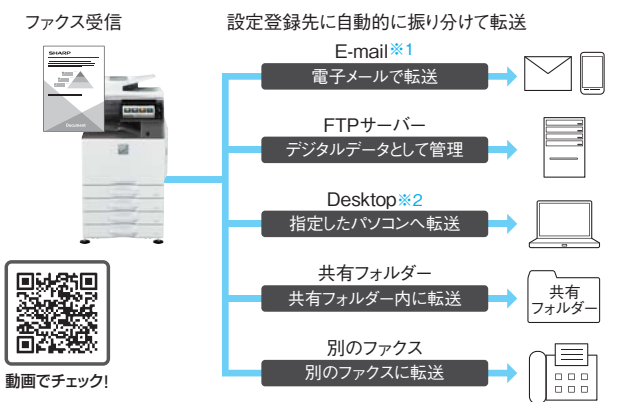 ファクス受信
設定登録先に自動的に振り分けて転送
SHARP
Document
E-mail※1
電子メールで転送
FTPサーバー
デジタルデータとして管理
Desktop※2
指定したパソコンへ転送
共有フォルダー
共有フォルダー内に転送
共有
フォルダー
別のファクス
別のファクスに転送
動画でチェック!